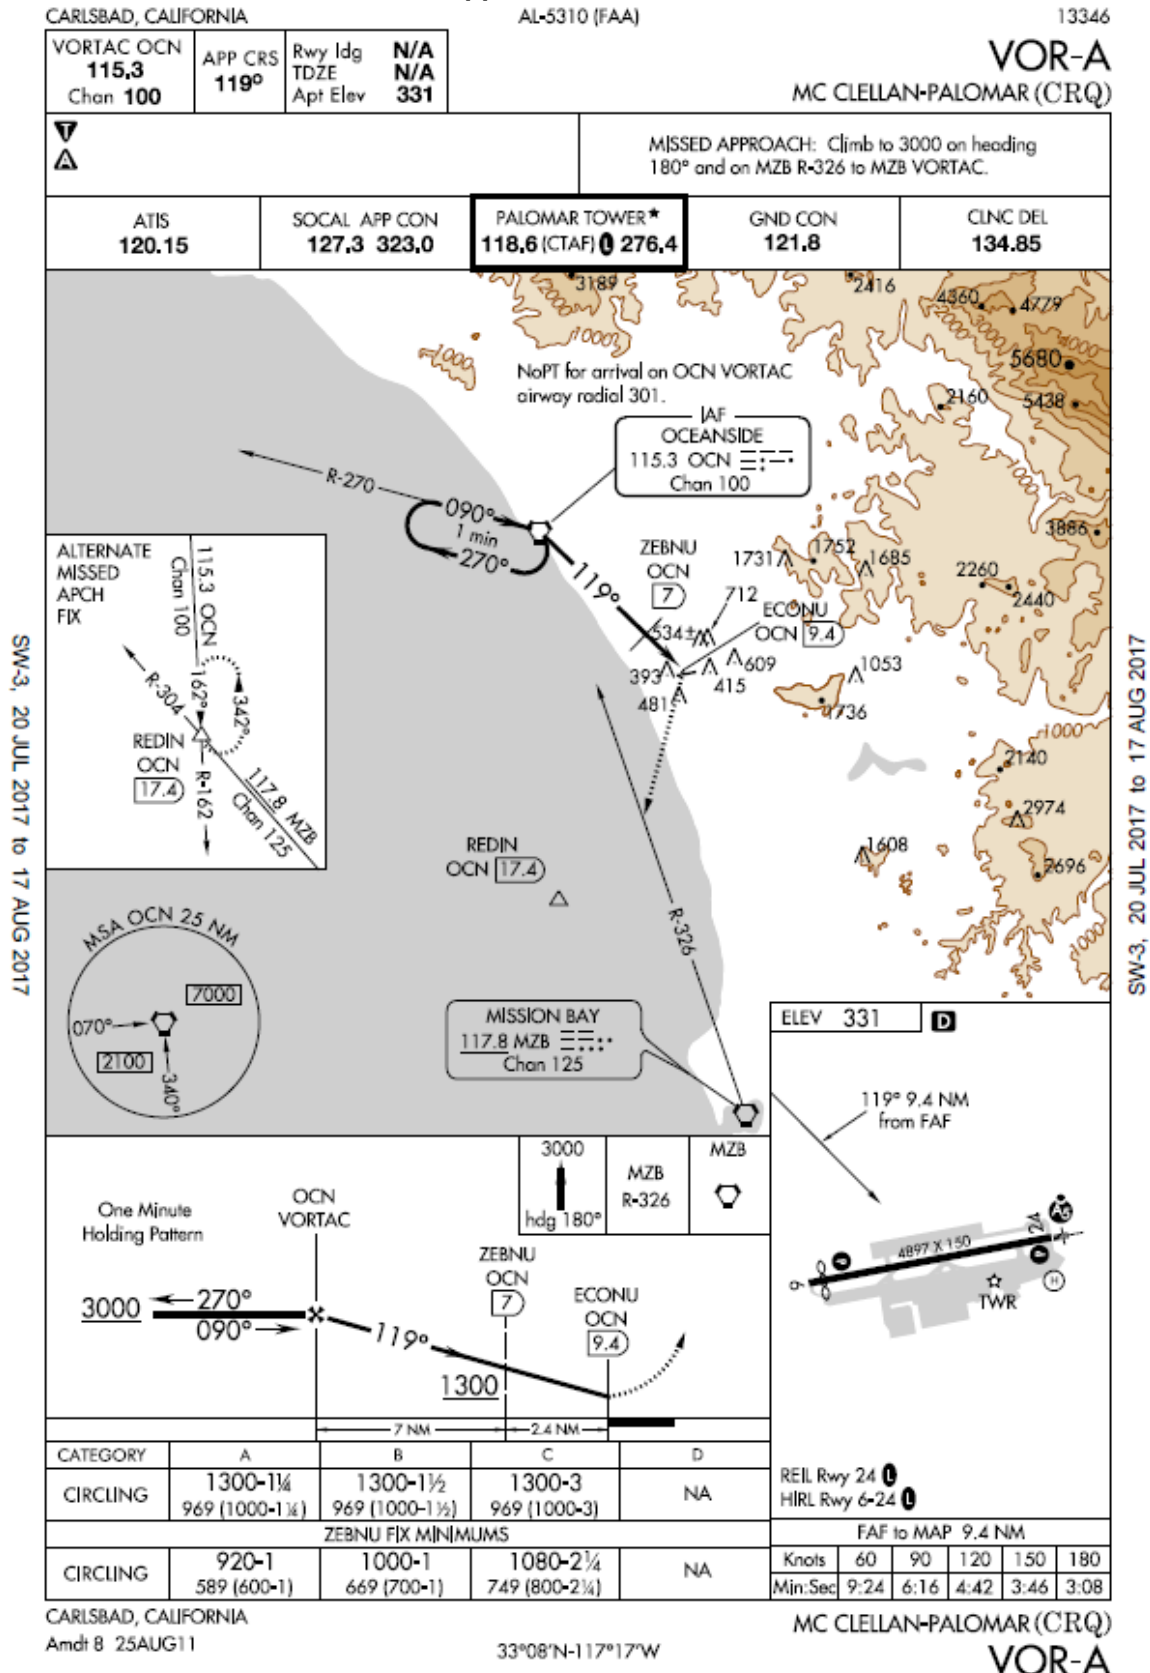 CARLSBAD, CALIFORNIA
AL-5310 (FAA)
13346
VORTAC OCN
115.3
Chan 100
APP CRS
119°
Rwy ldg N/A
TDZE N/A
Apt Elev 331
VOR-A
MC CLELLAN-PALOMAR (CRQ)
T
A
MISSED APPROACH: Climb to 3000 on heading
180° and on MZB R-326 to MZB VORTAC.
ATIS
120.15
SOCAL APP CON
127.3 323.0
PALOMAR TOWER★
118.6 (CTAF) L 276.4
GND CON
121.8
CLNC DEL
134.85
3189
2416
4360
4779
1000
1000
5680
5438
2160
NoPT for arrival on OCN VORTAC
airway radial 301.
IAF
OCEANSIDE
115.3 OCN
Chan 100
R-270
090°
1 min
270°
119°
ZEBNU
OCN
7
1731
1752
1685
3886
2260
2440
712
ECONU
OCN 9.4
534±
393
481
415
609
1053
1736
1000
2140
2974
1608
2696
ALTERNATE
MISSED
APCH
FIX
115.3 OCN
Chan 100
162°
342°
R-304
REDIN
OCN
17.4
R-162
117.8 MZB
Chan 125
REDIN
OCN 17.4
R-326
MSA OCN 25 NM
7000
070°
2100
340°
MISSION BAY
117.8 MZB
Chan 125
SW-3, 20 JUL 2017 to 17 AUG 2017
SW-3, 20 JUL 2017 to 17 AUG 2017
ELEV 331
D
119° 9.4 NM
from FAF
4897 X 150
24
6
A5
TWR
H
REIL Rwy 24 L
HIRL Rwy 6-24 L
3000
hdg 180°
MZB
R-326
MZB
One Minute
Holding Pattern
OCN
VORTAC
3000
270°
090°
119°
ZEBNU
OCN
7
ECONU
OCN
9.4
1300
7 NM
2.4 NM
CATEGORY A B C D
CIRCLING
1300-1¼
969 (1000-1¼)
1300-1½
969 (1000-1½)
1300-3
969 (1000-3)
NA
ZEBNU FIX MINIMUMS
CIRCLING
920-1
589 (600-1)
1000-1
669 (700-1)
1080-2¼
749 (800-2¼)
NA
FAF to MAP 9.4 NM
Knots 60 90 120 150 180
Min:Sec 9:24 6:16 4:42 3:46 3:08
CARLSBAD, CALIFORNIA
Amdt 8 25AUG11
33°08'N-117°17'W
MC CLELLAN-PALOMAR (CRQ)
VOR-A